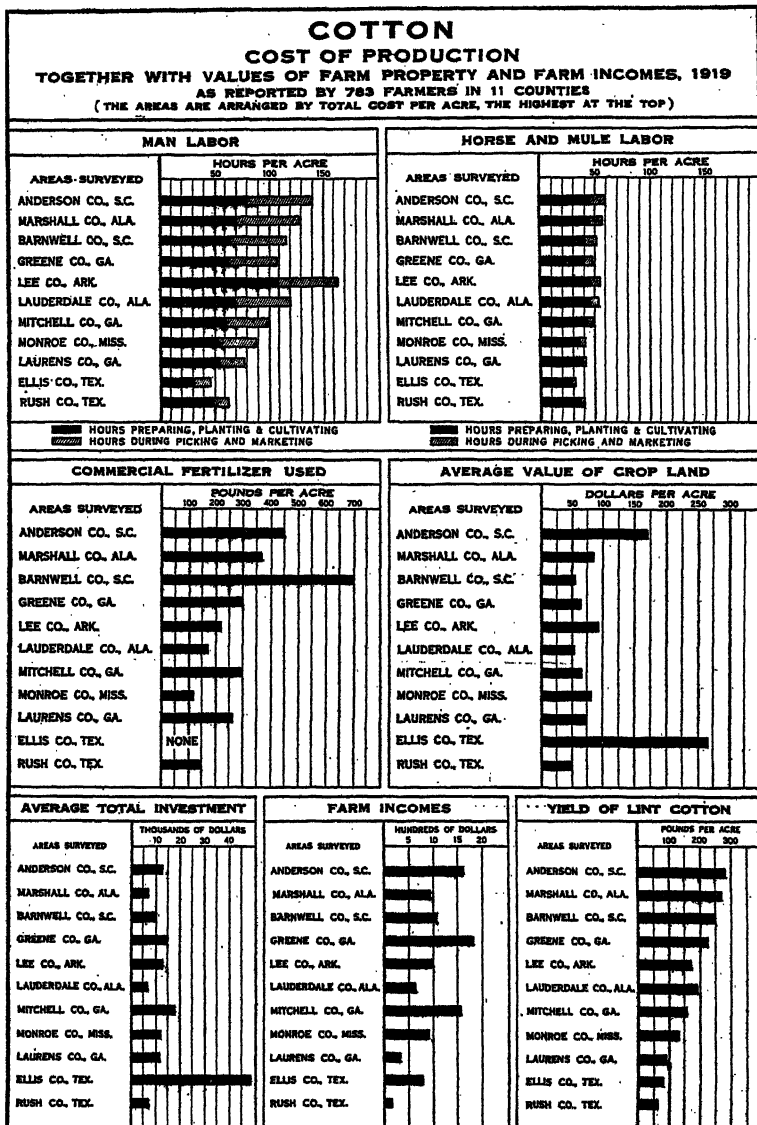 COTTON
COST OF PRODUCTION
TOGETHER WITH VALUES OF FARM PROPERTY AND FARM INCOMES, 1919
AS REPORTED BY 783 FARMERS IN 11 COUNTIES
(THE AREAS ARE ARRANGED BY TOTAL COST PER ACRE, THE HIGHEST AT THE TOP)
MAN LABOR
HOURS PER ACRE
AREAS SURVEYED
50 100 150
ANDERSON CO., S.C.
MARSHALL CO., ALA.
BARNWELL CO., S.C.
GREENE CO., GA.
LEE CO., ARK.
LAUDERDALE CO., ALA.
MITCHELL CO., GA.
MONROE CO., MISS.
LAURENS CO., GA.
ELLIS CO., TEX.
RUSH CO., TEX.
HOURS PREPARING, PLANTING & CULTIVATING
HOURS DURING PICKING AND MARKETING
HORSE AND MULE LABOR
HOURS PER ACRE
AREAS SURVEYED
50 100 150
ANDERSON CO., S.C.
MARSHALL CO., ALA.
BARNWELL CO., S.C.
GREENE CO., GA.
LEE CO., ARK.
LAUDERDALE CO., ALA.
MITCHELL CO., GA.
MONROE CO., MISS.
LAURENS CO., GA.
ELLIS CO., TEX.
RUSH CO., TEX.
HOURS PREPARING, PLANTING & CULTIVATING
HOURS DURING PICKING AND MARKETING
COMMERCIAL FERTILIZER USED
POUNDS PER ACRE
AREAS SURVEYED
100 200 300 400 500 600 700
ANDERSON CO., S.C.
MARSHALL CO., ALA.
BARNWELL CO., S.C.
GREENE CO., GA.
LEE CO., ARK.
LAUDERDALE CO., ALA.
MITCHELL CO., GA.
MONROE CO., MISS.
LAURENS CO., GA.
ELLIS CO., TEX. NONE
RUSH CO., TEX.
AVERAGE VALUE OF CROP LAND
DOLLARS PER ACRE
AREAS SURVEYED
50 100 150 200 250 300
ANDERSON CO., S.C.
MARSHALL CO., ALA.
BARNWELL CO., S.C.
GREENE CO., GA.
LEE CO., ARK.
LAUDERDALE CO., ALA.
MITCHELL CO., GA.
MONROE CO., MISS.
LAURENS CO., GA.
ELLIS CO., TEX.
RUSH CO., TEX.
AVERAGE TOTAL INVESTMENT
THOUSANDS OF DOLLARS
AREAS SURVEYED
10 20 30 40
ANDERSON CO., S.C.
MARSHALL CO., ALA.
BARNWELL CO., S.C.
GREENE CO., GA.
LEE CO., ARK.
LAUDERDALE CO., ALA.
MITCHELL CO., GA.
MONROE CO., MISS.
LAURENS CO., GA.
ELLIS CO., TEX.
RUSH CO., TEX.
FARM INCOMES
HUNDREDS OF DOLLARS
AREAS SURVEYED
5 10 15 20
ANDERSON CO., S.C.
MARSHALL CO., ALA.
BARNWELL CO., S.C.
GREENE CO., GA.
LEE CO., ARK.
LAUDERDALE CO., ALA.
MITCHELL CO., GA.
MONROE CO., MISS.
LAURENS CO., GA.
ELLIS CO., TEX.
RUSH CO., TEX.
YIELD OF LINT COTTON
POUNDS PER ACRE
AREAS SURVEYED
100 200 300
ANDERSON CO., S.C.
MARSHALL CO., ALA.
BARNWELL CO., S.C.
GREENE CO., GA.
LEE CO., ARK.
LAUDERDALE CO., ALA.
MITCHELL CO., GA.
MONROE CO., MISS.
LAURENS CO., GA.
ELLIS CO., TEX.
RUSH CO., TEX.